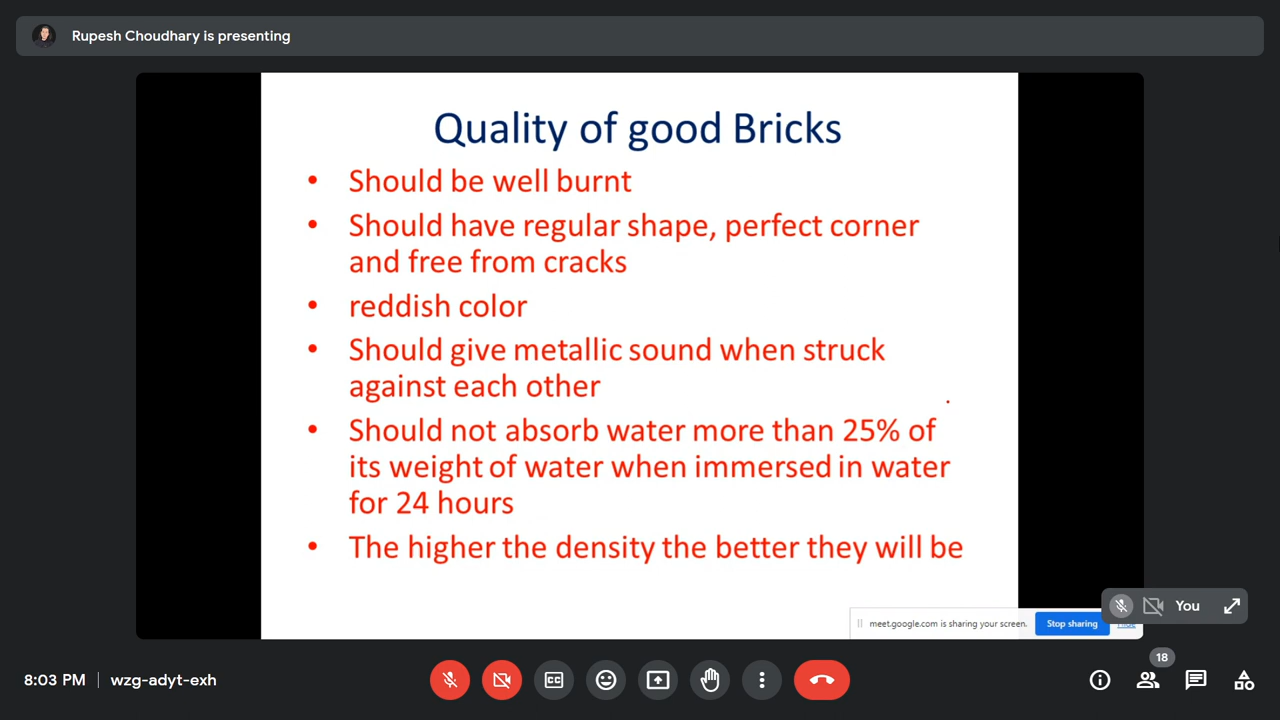 Rupesh Choudhary is presenting
Quality of good Bricks
• Should be well burnt
• Should have regular shape, perfect corner
and free from cracks
• reddish color
• Should give metallic sound when struck
against each other
• Should not absorb water more than 25% of
its weight of water when immersed in water
for 24 hours
• The higher the density the better they will be
You
meet.google.com is sharing your screen.
Stop sharing
18
8:03 PM | wzg-adyt-exh
CC